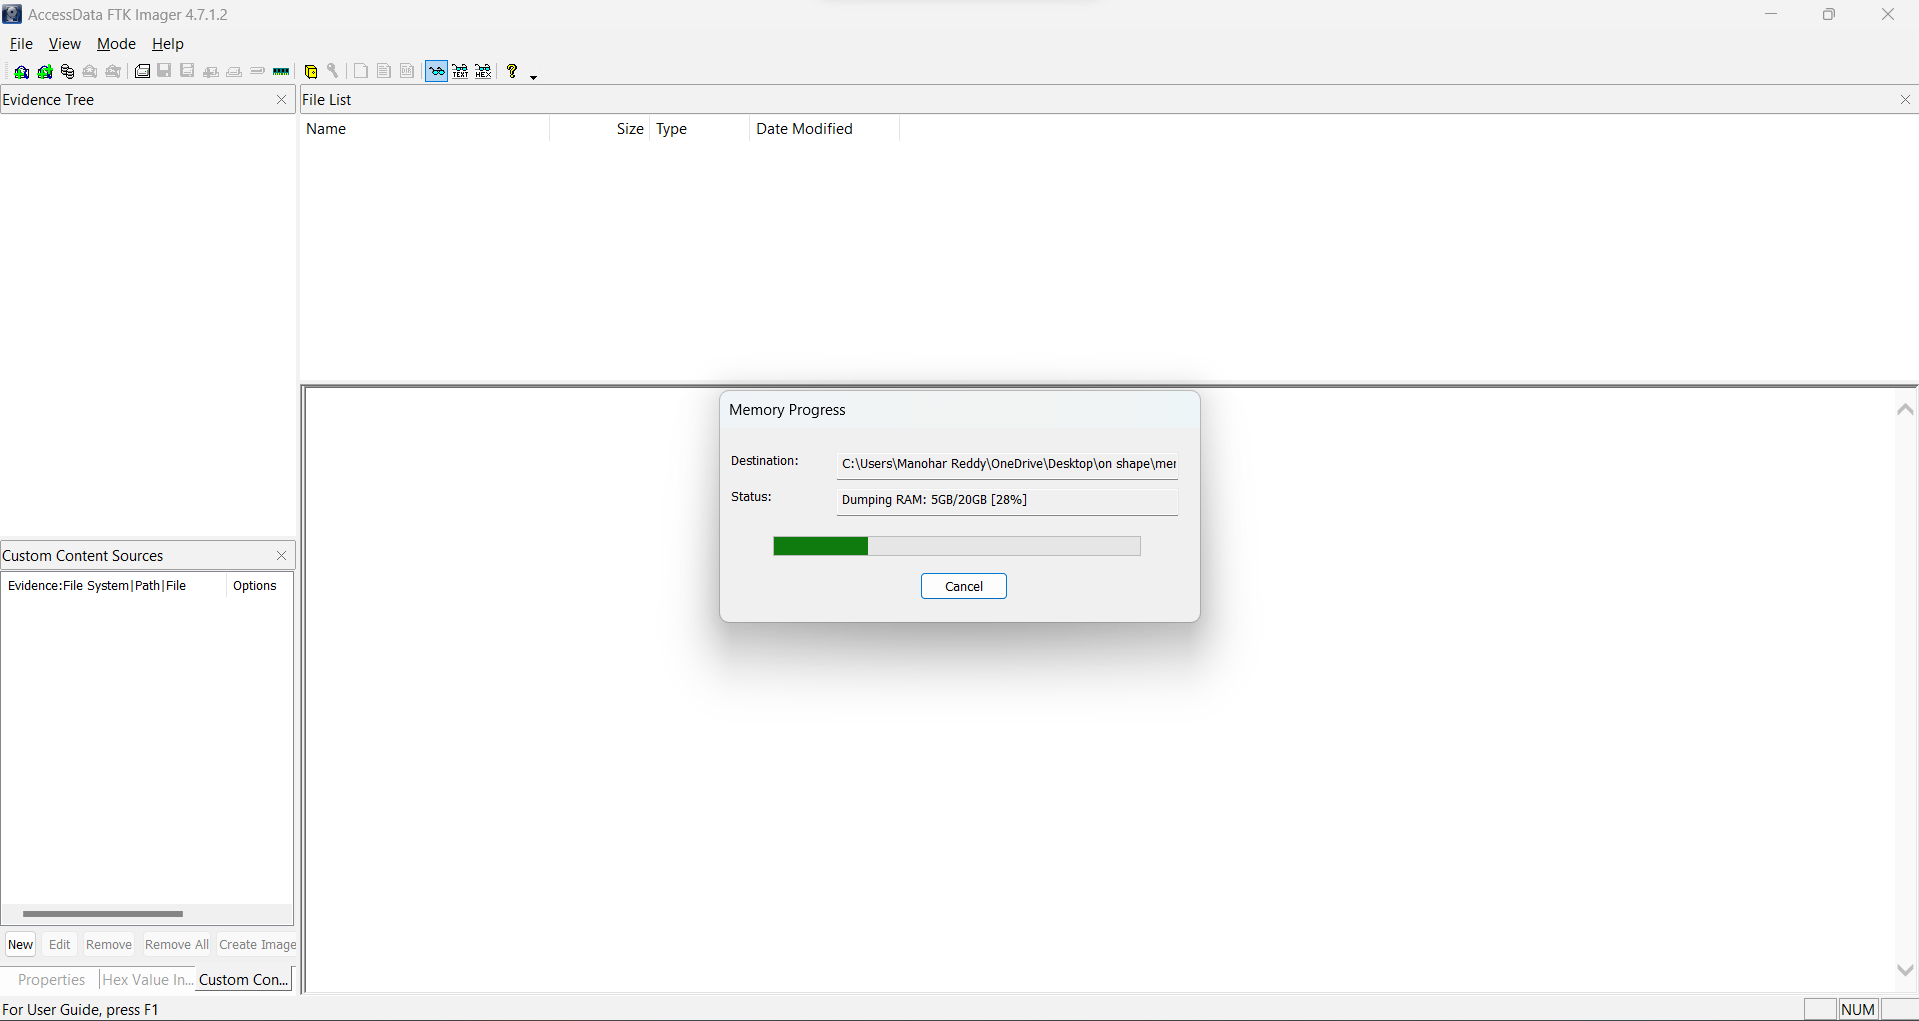 AccessData FTK Imager 4.7.1.2
File View Mode Help
TEXT HEX ?
Evidence Tree
File List
Name Size Type Date Modified
Memory Progress
Destination: C:\Users\Manohar Reddy\OneDrive\Desktop\on shape\mer
Status: Dumping RAM: 5GB/20GB [28%]
Cancel
Custom Content Sources
Evidence:File System|Path|File Options
New Edit Remove Remove All Create Image
Properties Hex Value In... Custom Con...
For User Guide, press F1
NUM